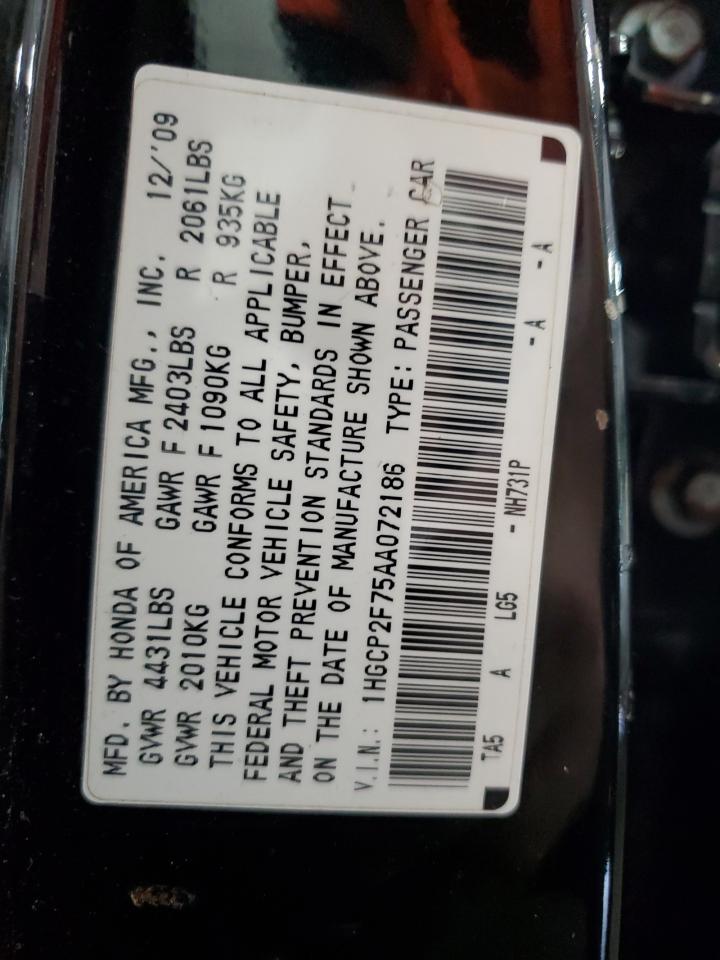 MFD. BY HONDA OF AMERICA MFG., INC. 12/'09
GVWR 4431LBS GAWR F 2403LBS R 2061LBS
GVWR 2010KG GAWR F 1090KG R 935KG
THIS VEHICLE CONFORMS TO ALL APPLICABLE
FEDERAL MOTOR VEHICLE SAFETY, BUMPER,
AND THEFT PREVENTION STANDARDS IN EFFECT
ON THE DATE OF MANUFACTURE SHOWN ABOVE.
V.I.N.: 1HGCP2F75AA072186 TYPE: PASSENGER CAR
TA5 A LG5 - NH731P - A - A